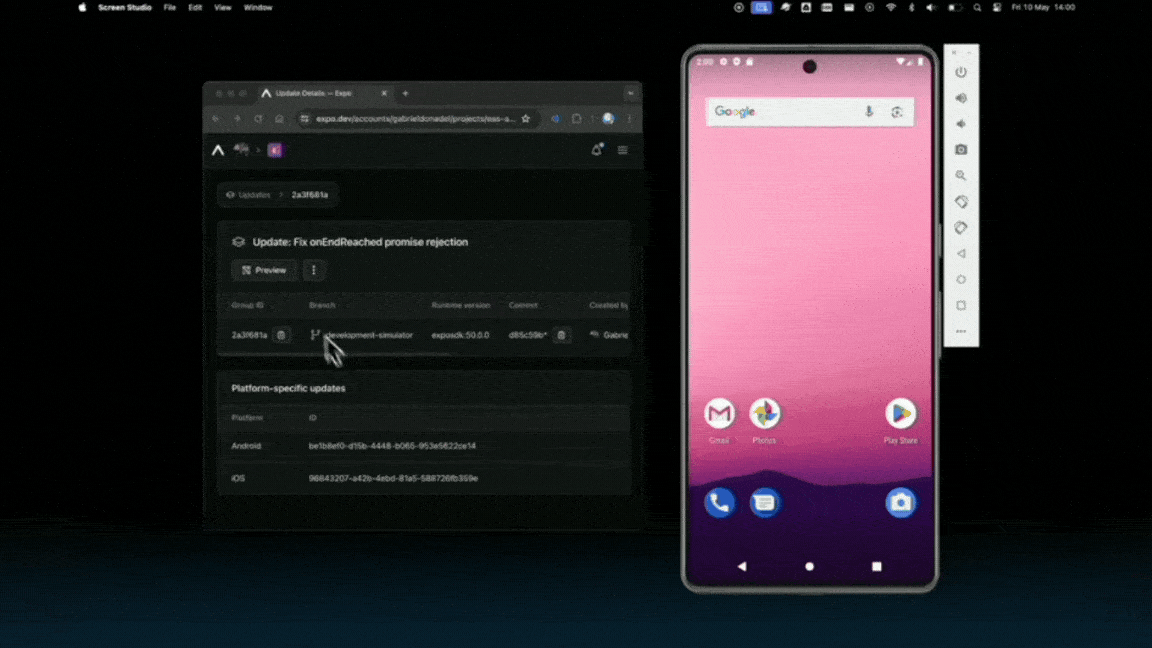 Screen Studio File Edit View Window
Fri 10 May 14:00
Update Details — Expo
expo.dev/accounts/gabrieldonadel/projects/eas-a...
Updates > 2a3f681a
Update: Fix onEndReached promise rejection
Preview
Group ID Branch Runtime version Commit Created by
2a3f681a development-simulator exposdk:50.0.0 d85c59b* Gabrie
Platform-specific updates
Platform ID
Android be1b8ef0-d15b-4448-b065-953e5622ce14
iOS 96643207-a42b-4ebd-81a5-588726fb359e
2:00
Google
Gmail Photos Play Store